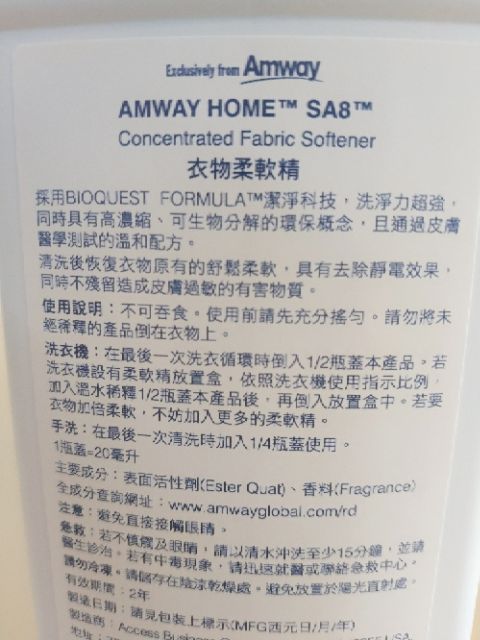 Exclusively from Amway
AMWAY HOME™ SA8™
Concentrated Fabric Softener
衣物柔軟精
採用BIOQUEST FORMULA™潔淨科技，洗淨力超強，
同時具有高濃縮、可生物分解的環保概念，且通過皮膚
醫學測試的溫和配方。
清洗後恢復衣物原有的舒鬆柔軟，具有去除靜電效果，
同時不殘留造成皮膚過敏的有害物質。
使用說明：不可吞食。使用前請先充分搖勻。請勿將未
經稀釋的產品倒在衣物上。
洗衣機：在最後一次洗衣循環時倒入1/2瓶蓋本產品。若
洗衣機設有柔軟精放置盒，依照洗衣機使用指示比例，
加入溫水稀釋1/2瓶蓋本產品後，再倒入放置盒中。若要
衣物加倍柔軟，不妨加入更多的柔軟精。
手洗：在最後一次清洗時加入1/4瓶蓋使用。
1瓶蓋=20毫升
主要成分：表面活性劑(Ester Quat)、香料(Fragrance)
全成分查詢網址：www.amwayglobal.com/rd
注意：避免直接接觸眼睛。
急救：若不慎觸及眼睛，請以清水沖洗至少15分鐘，並請
醫生診治。若有中毒現象，請迅速就醫或聯絡急救中心。
請勿冷凍。請儲存在陰涼乾燥處。避免放置於陽光直射處。
有效期間：2年
製造日期：請見包裝上標示(MFG西元日/月/年)
製造商：Access Business
地址：